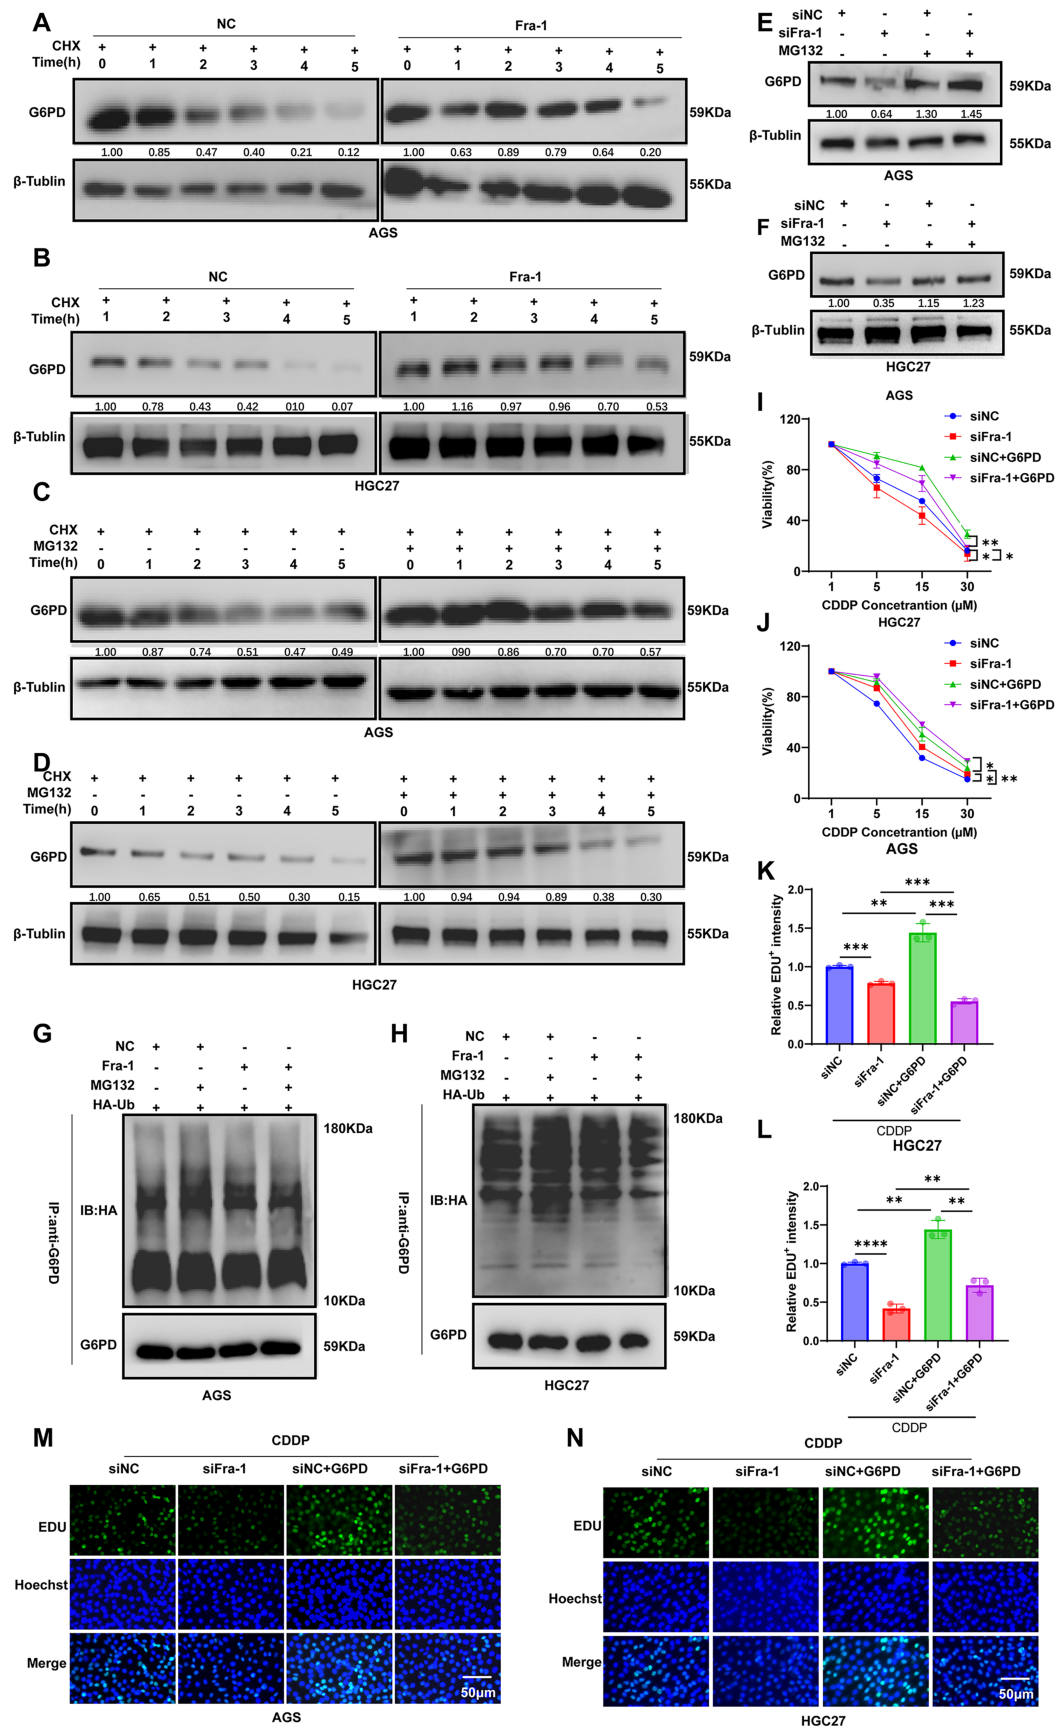 A
NC
Fra-1
CHX + + + + + + + + + + + +
Time(h) 0 1 2 3 4 5 0 1 2 3 4 5
G6PD
59KDa
1.00 0.85 0.47 0.40 0.21 0.12 1.00 0.63 0.89 0.79 0.64 0.20
β-Tublin
55KDa
AGS
B
NC
Fra-1
CHX + + + + + + + + + + +
Time(h) 1 2 3 4 5 1 2 3 4 5
G6PD
59KDa
1.00 0.78 0.43 0.42 010 0.07 1.00 1.16 0.97 0.96 0.70 0.53
β-Tublin
55KDa
HGC27
C
CHX + + + + + + + + + + + +
MG132 - - - - - - + + + + + +
Time(h) 0 1 2 3 4 5 0 1 2 3 4 5
G6PD
59KDa
1.00 0.87 0.74 0.51 0.47 0.49 1.00 090 0.86 0.70 0.70 0.57
β-Tublin
55KDa
AGS
D
CHX + + + + + + + + + + + +
MG132 - - - - - - + + + + + +
Time(h) 0 1 2 3 4 5 0 1 2 3 4 5
G6PD
59KDa
1.00 0.65 0.51 0.50 0.30 0.15 1.00 0.94 0.94 0.89 0.38 0.30
β-Tublin
55KDa
HGC27
E
siNC + - + -
siFra-1 - + - +
MG132 - - + +
G6PD
59KDa
1.00 0.64 1.30 1.45
β-Tublin
55KDa
AGS
F
siNC + - + -
siFra-1 - + - +
MG132 - - + +
G6PD
59KDa
1.00 0.35 1.15 1.23
β-Tublin
55KDa
HGC27
G
NC + + - -
Fra-1 - - + +
MG132 - + - +
HA-Ub + + + +
180KDa
IP:anti-G6PD
IB:HA
10KDa
G6PD
59KDa
AGS
H
NC + + - -
Fra-1 - - + +
MG132 - + - +
HA-Ub + + + +
180KDa
IP:anti-G6PD
IB:HA
10KDa
G6PD
59KDa
HGC27
I
AGS
Viability(%)
120
80
40
0
1 5 15 30
CDDP Concetrantion (μM)
siNC
siFra-1
siNC+G6PD
siFra-1+G6PD
**
* *
J
HGC27
Viability(%)
120
80
40
0
1 5 15 30
CDDP Concetrantion (μM)
siNC
siFra-1
siNC+G6PD
siFra-1+G6PD
*
* **
K
AGS
Relative EDU+ intensity
2.0
1.5
1.0
0.5
0.0
***
** ***
***
siNC
siFra-1
siNC+G6PD
siFra-1+G6PD
CDDP
L
HGC27
Relative EDU+ intensity
2.0
1.5
1.0
0.5
0.0
**
** **
****
siNC
siFra-1
siNC+G6PD
siFra-1+G6PD
CDDP
M
CDDP
siNC siFra-1 siNC+G6PD siFra-1+G6PD
EDU
Hoechst
Merge
50μm
AGS
N
CDDP
siNC siFra-1 siNC+G6PD siFra-1+G6PD
EDU
Hoechst
Merge
50μm
HGC27